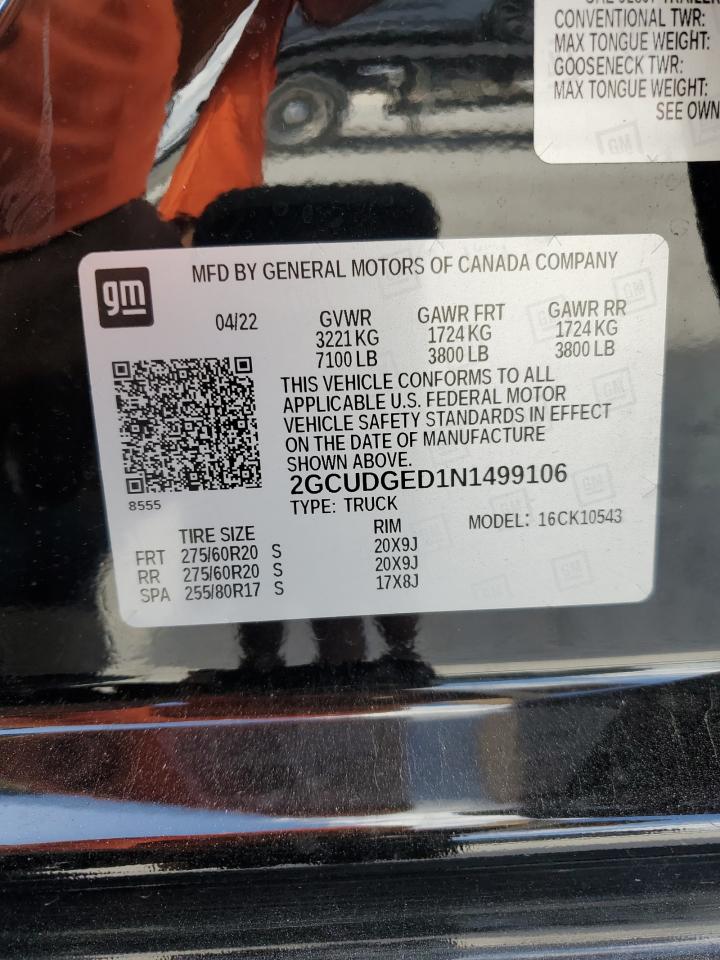 CONVENTIONAL TWR:
MAX TONGUE WEIGHT:
GOOSENECK TWR:
MAX TONGUE WEIGHT:
SEE OWN
gm
MFD BY GENERAL MOTORS OF CANADA COMPANY
04/22 GVWR GAWR FRT GAWR RR
3221 KG 1724 KG 1724 KG
7100 LB 3800 LB 3800 LB
THIS VEHICLE CONFORMS TO ALL
APPLICABLE U.S. FEDERAL MOTOR
VEHICLE SAFETY STANDARDS IN EFFECT
ON THE DATE OF MANUFACTURE
SHOWN ABOVE.
2GCUDGED1N1499106
8555
TYPE: TRUCK
MODEL: 16CK10543
TIRE SIZE RIM
FRT 275/60R20 S 20X9J
RR 275/60R20 S 20X9J
SPA 255/80R17 S 17X8J